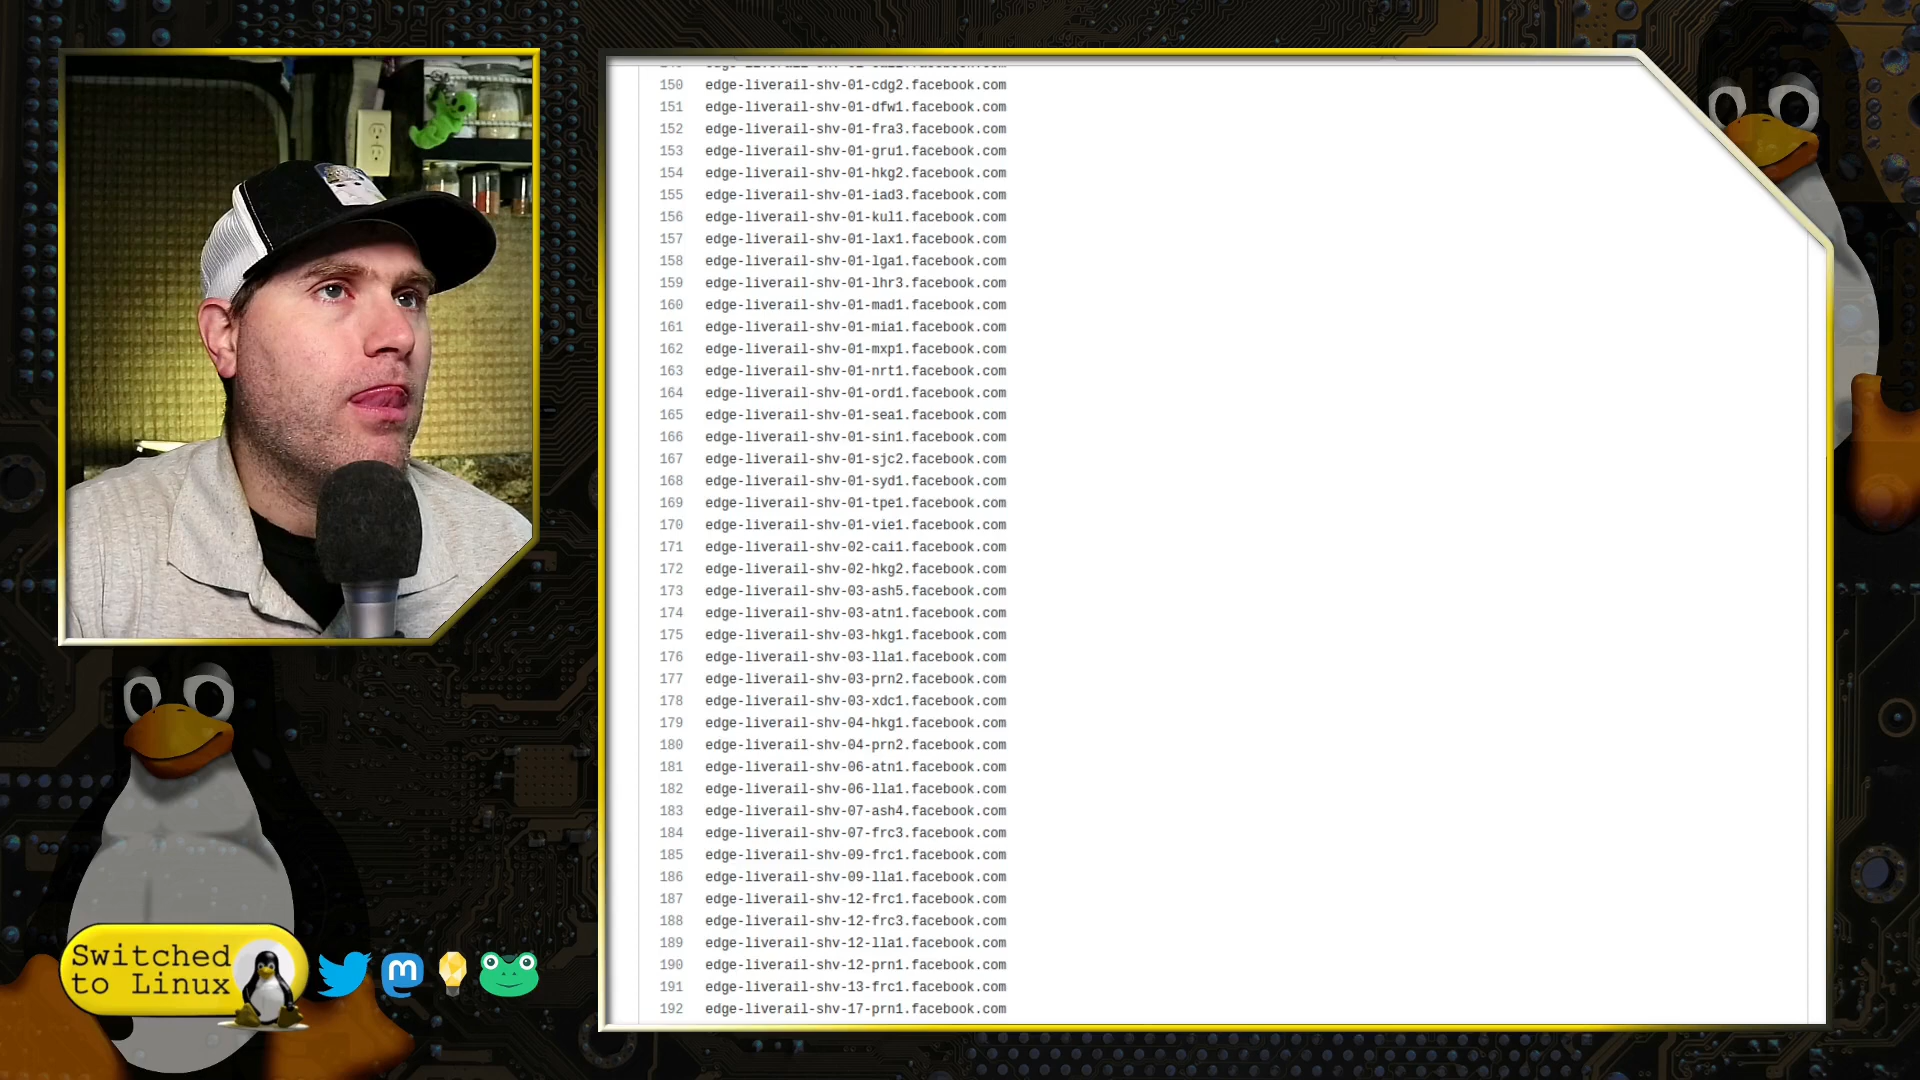 150 edge-liverail-shv-01-cdg2.facebook.com
151 edge-liverail-shv-01-dfw1.facebook.com
152 edge-liverail-shv-01-fra3.facebook.com
153 edge-liverail-shv-01-gru1.facebook.com
154 edge-liverail-shv-01-hkg2.facebook.com
155 edge-liverail-shv-01-iad3.facebook.com
156 edge-liverail-shv-01-kul1.facebook.com
157 edge-liverail-shv-01-lax1.facebook.com
158 edge-liverail-shv-01-lga1.facebook.com
159 edge-liverail-shv-01-lhr3.facebook.com
160 edge-liverail-shv-01-mad1.facebook.com
161 edge-liverail-shv-01-mia1.facebook.com
162 edge-liverail-shv-01-mxp1.facebook.com
163 edge-liverail-shv-01-nrt1.facebook.com
164 edge-liverail-shv-01-ord1.facebook.com
165 edge-liverail-shv-01-sea1.facebook.com
166 edge-liverail-shv-01-sin1.facebook.com
167 edge-liverail-shv-01-sjc2.facebook.com
168 edge-liverail-shv-01-syd1.facebook.com
169 edge-liverail-shv-01-tpe1.facebook.com
170 edge-liverail-shv-01-vie1.facebook.com
171 edge-liverail-shv-02-cai1.facebook.com
172 edge-liverail-shv-02-hkg2.facebook.com
173 edge-liverail-shv-03-ash5.facebook.com
174 edge-liverail-shv-03-atn1.facebook.com
175 edge-liverail-shv-03-hkg1.facebook.com
176 edge-liverail-shv-03-lla1.facebook.com
177 edge-liverail-shv-03-prn2.facebook.com
178 edge-liverail-shv-03-xdc1.facebook.com
179 edge-liverail-shv-04-hkg1.facebook.com
180 edge-liverail-shv-04-prn2.facebook.com
181 edge-liverail-shv-06-atn1.facebook.com
182 edge-liverail-shv-06-lla1.facebook.com
183 edge-liverail-shv-07-ash4.facebook.com
184 edge-liverail-shv-07-frc3.facebook.com
185 edge-liverail-shv-09-frc1.facebook.com
186 edge-liverail-shv-09-lla1.facebook.com
187 edge-liverail-shv-12-frc1.facebook.com
188 edge-liverail-shv-12-frc3.facebook.com
189 edge-liverail-shv-12-lla1.facebook.com
190 edge-liverail-shv-12-prn1.facebook.com
191 edge-liverail-shv-13-frc1.facebook.com
192 edge-liverail-shv-17-prn1.facebook.com
Switched
to Linux
m